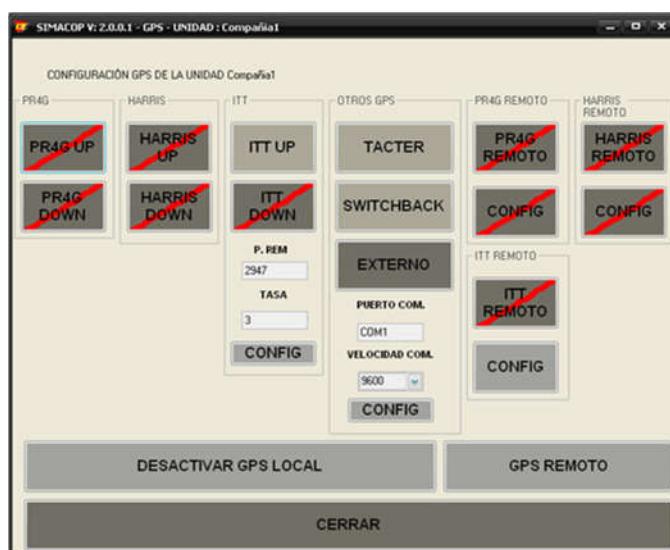 SIMACOP V: 2.0.0.1 - GPS - UNIDAD : Compañia1
CONFIGURACIÓN GPS DE LA UNIDAD Compañia1
PR4G
PR4G UP
PR4G
DOWN
HARRIS
HARRIS
UP
HARRIS
DOWN
ITT
ITT UP
ITT
DOWN
P. REM
2947
TASA
3
CONFIG
OTROS GPS
TACTER
SWITCHBACK
EXTERNO
PUERTO COM.
COM1
VELOCIDAD COM.
9600
CONFIG
PR4G REMOTO
PR4G
REMOTO
CONFIG
HARRIS
REMOTO
HARRIS
REMOTO
CONFIG
ITT REMOTO
ITT
REMOTO
CONFIG
DESACTIVAR GPS LOCAL
GPS REMOTO
CERRAR